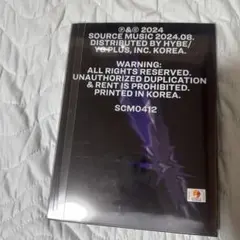 ℗&© 2024
SOURCE MUSIC 2024.08.
DISTRIBUTED BY HYBE/
YG PLUS, INC. KOREA.
WARNING:
ALL RIGHTS RESERVED.
UNAUTHORIZED DUPLICATION
& RENT IS PROHIBITED.
PRINTED IN KOREA.
SCM0412